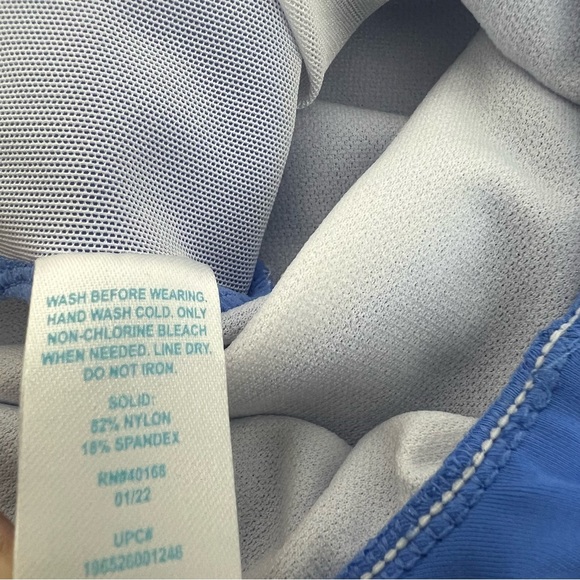 WASH BEFORE WEARING.
HAND WASH COLD. ONLY
NON-CHLORINE BLEACH
WHEN NEEDED. LINE DRY.
DO NOT IRON.
SOLID:
82% NYLON
18% SPANDEX
RN#40168
01/22
UPC#
196526001246